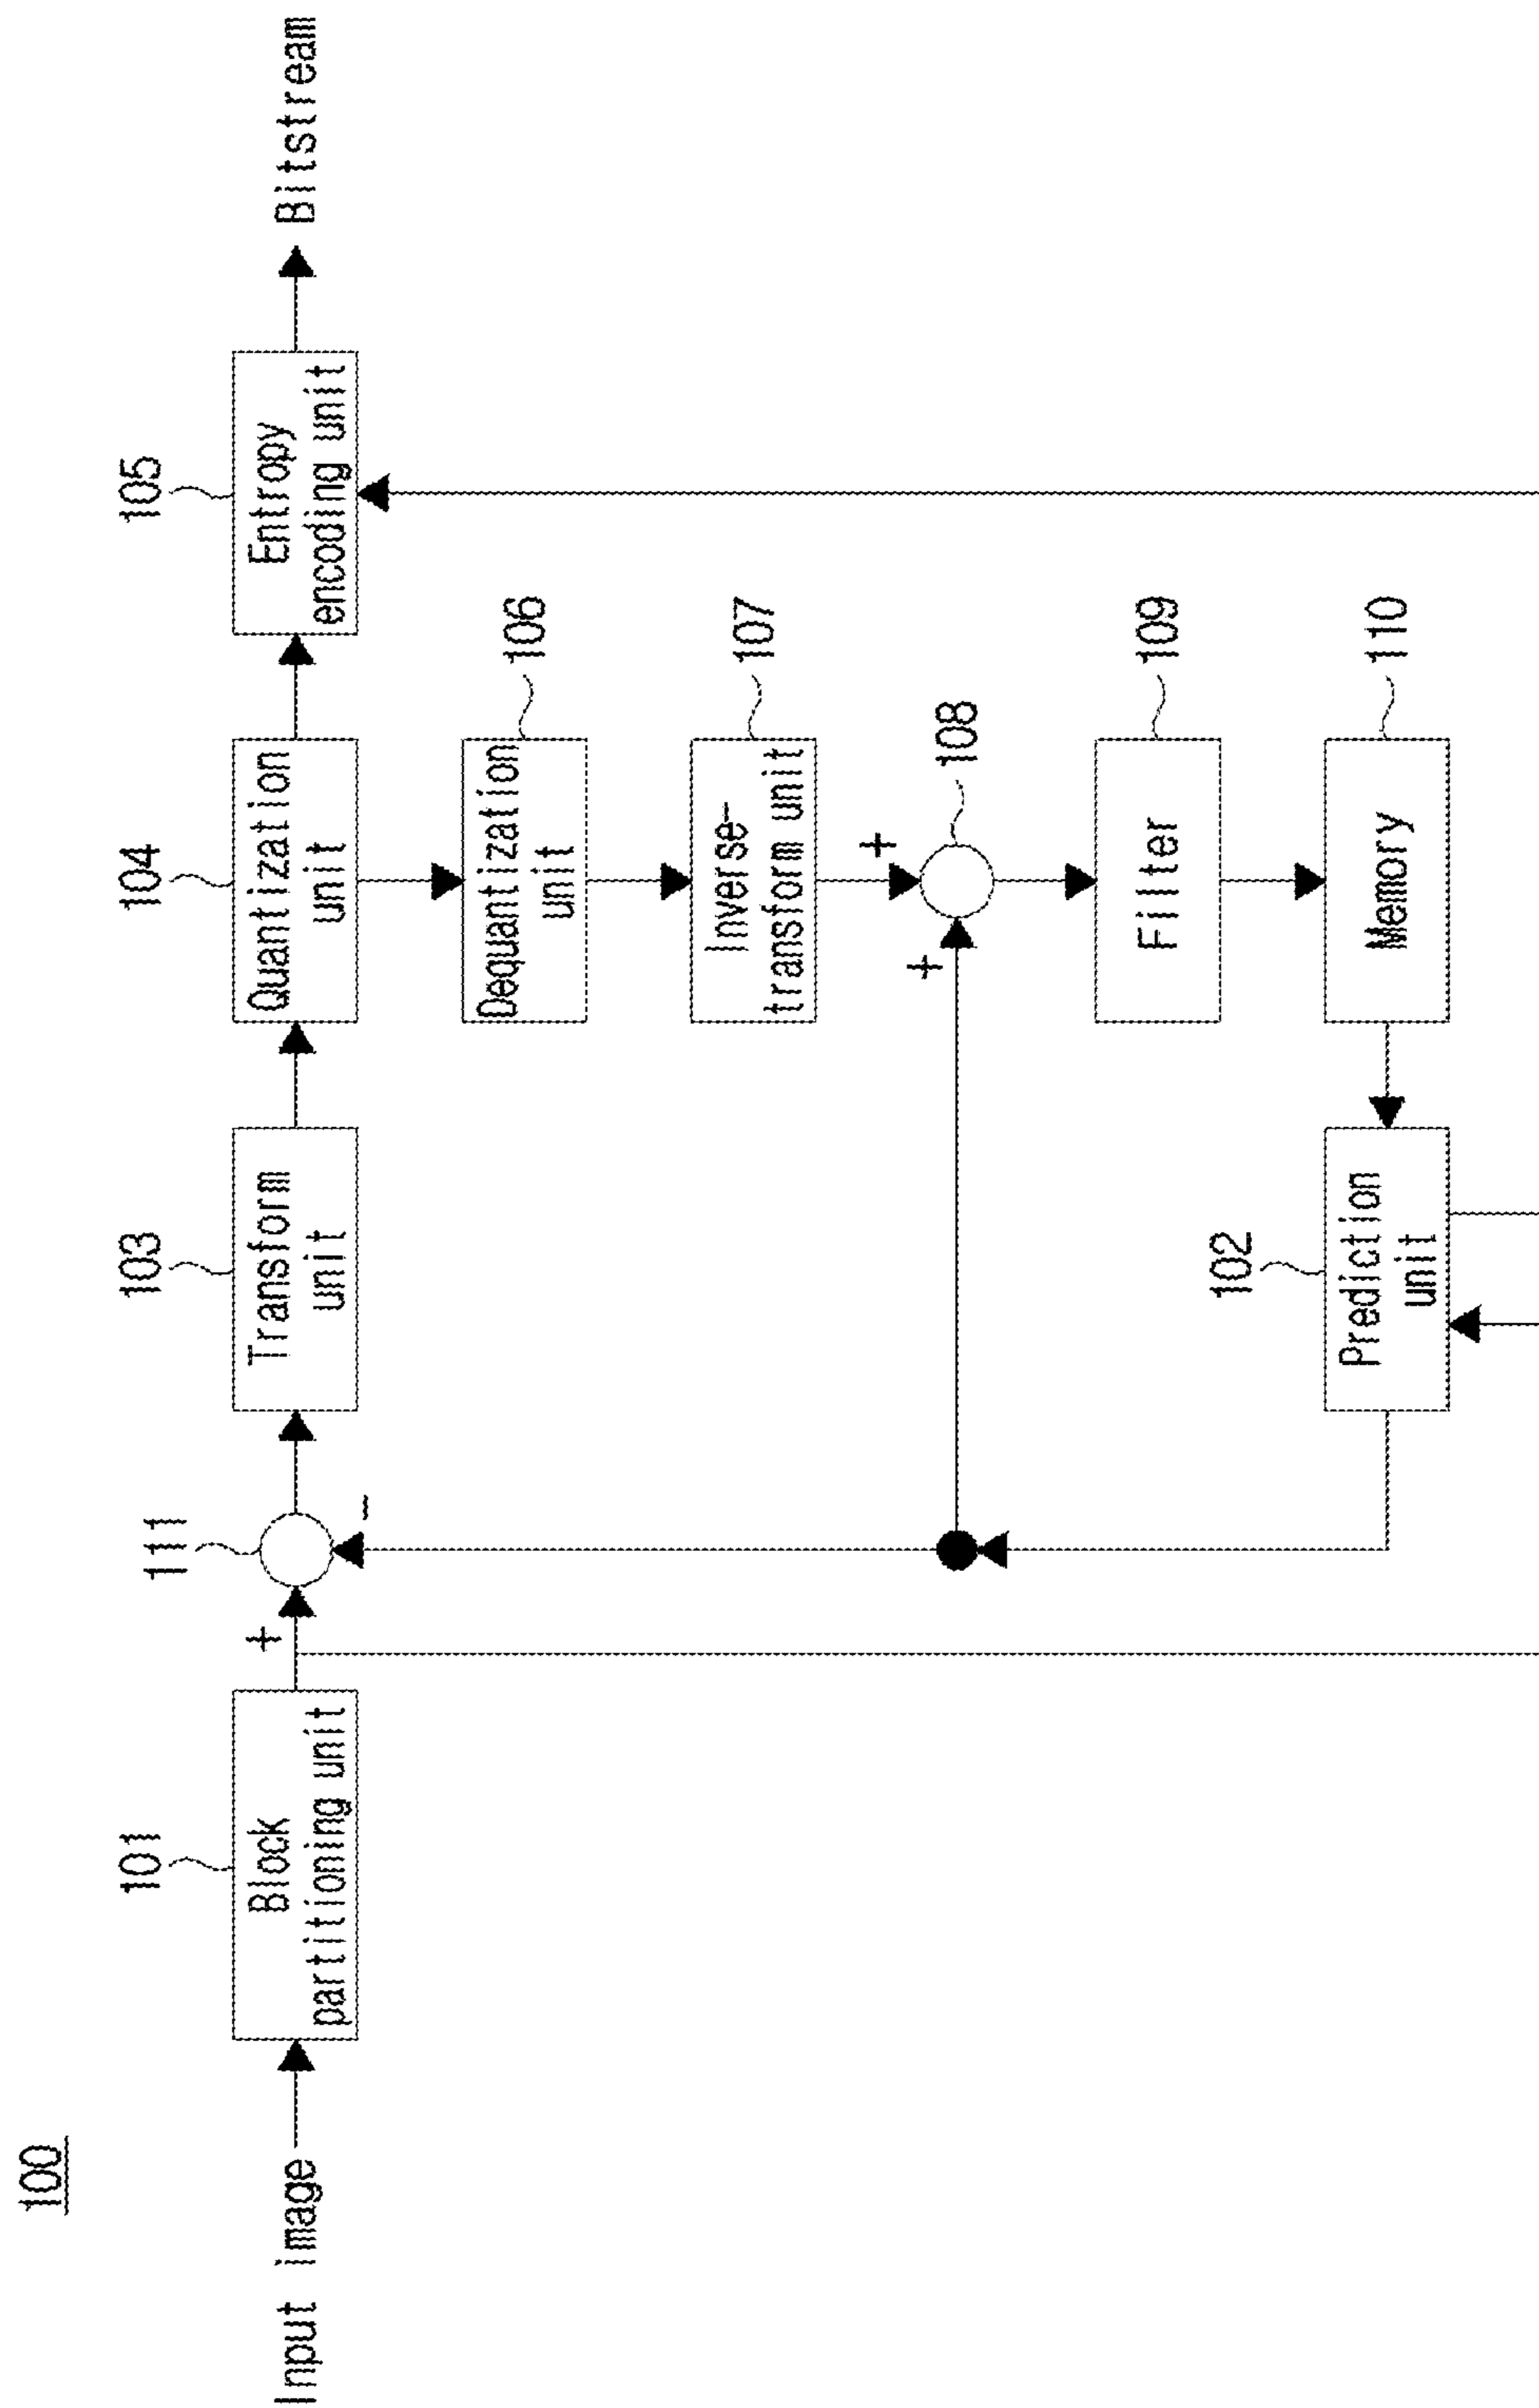 100
Input image
101
Block
partitioning unit
+
111
-
103
Transform
unit
104
Quantization
unit
105
Entropy
encoding unit
Bitstream
Dequantization
unit
106
Inverse-
transform unit
107
+
+
108
Filter
109
102
Prediction
unit
Memory
110